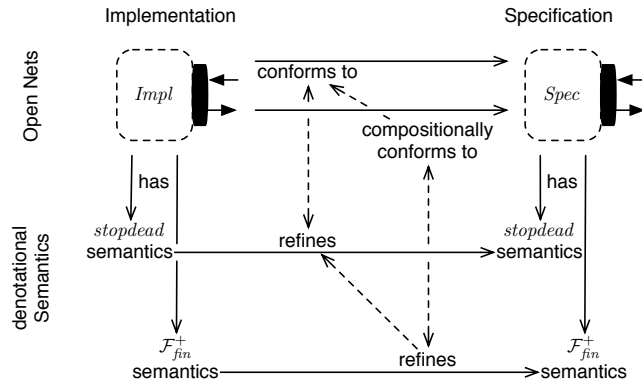 Implementation
Specification
Open Nets
Impl
conforms to
compositionally
conforms to
Spec
has
has
denotational
Semantics
stopdead
semantics
refines
stopdead
semantics
F⁺fin
semantics
refines
F⁺fin
semantics